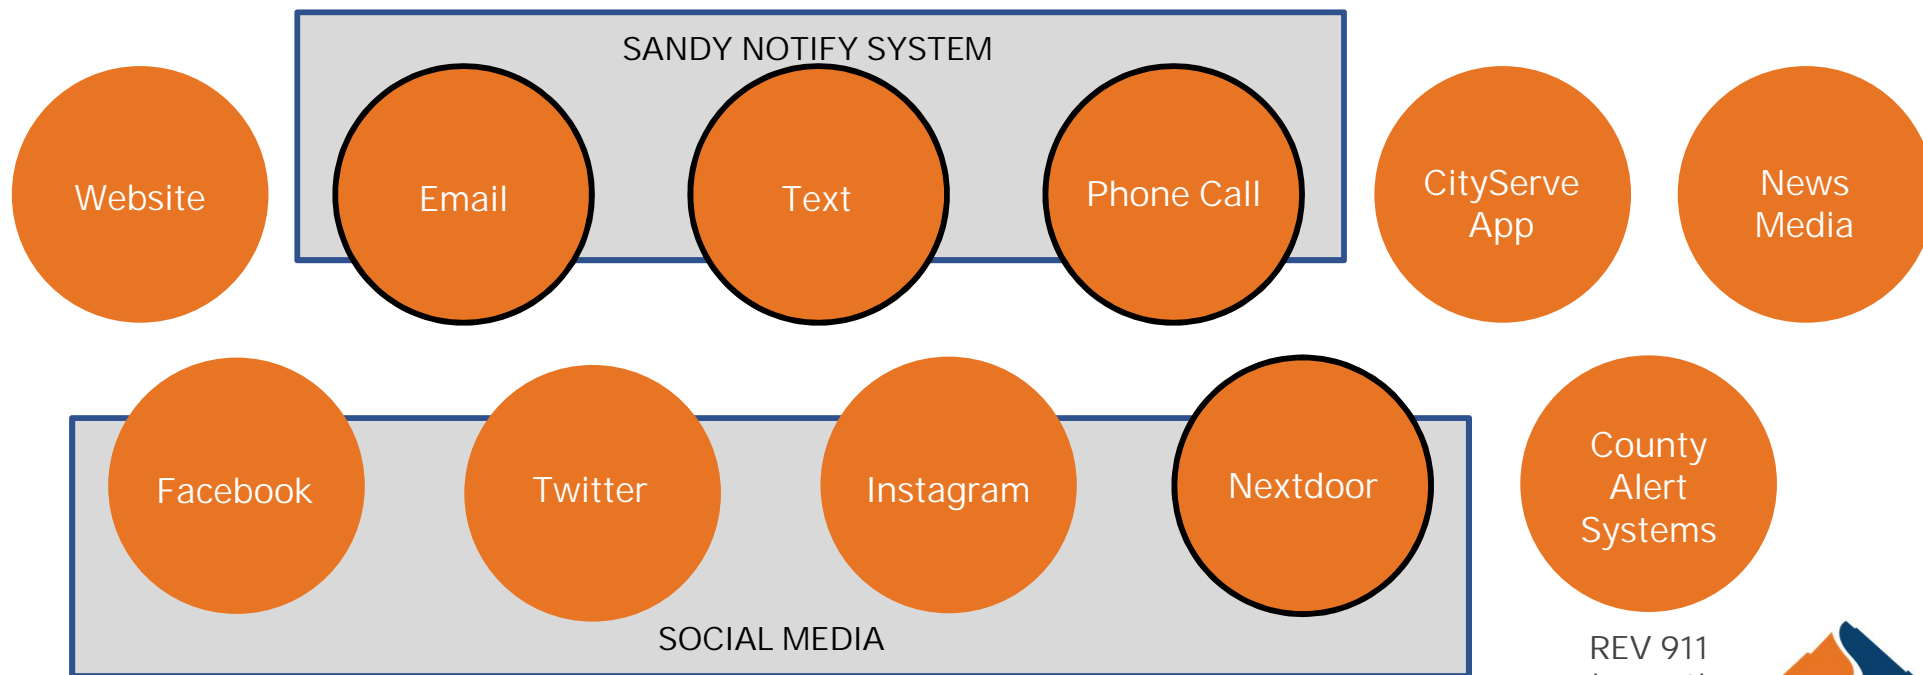 SANDY NOTIFY SYSTEM
Website
Email
Text
Phone Call
CityServe
App
News
Media
Facebook
Twitter
Instagram
Nextdoor
County
Alert
Systems
SOCIAL MEDIA
REV 911